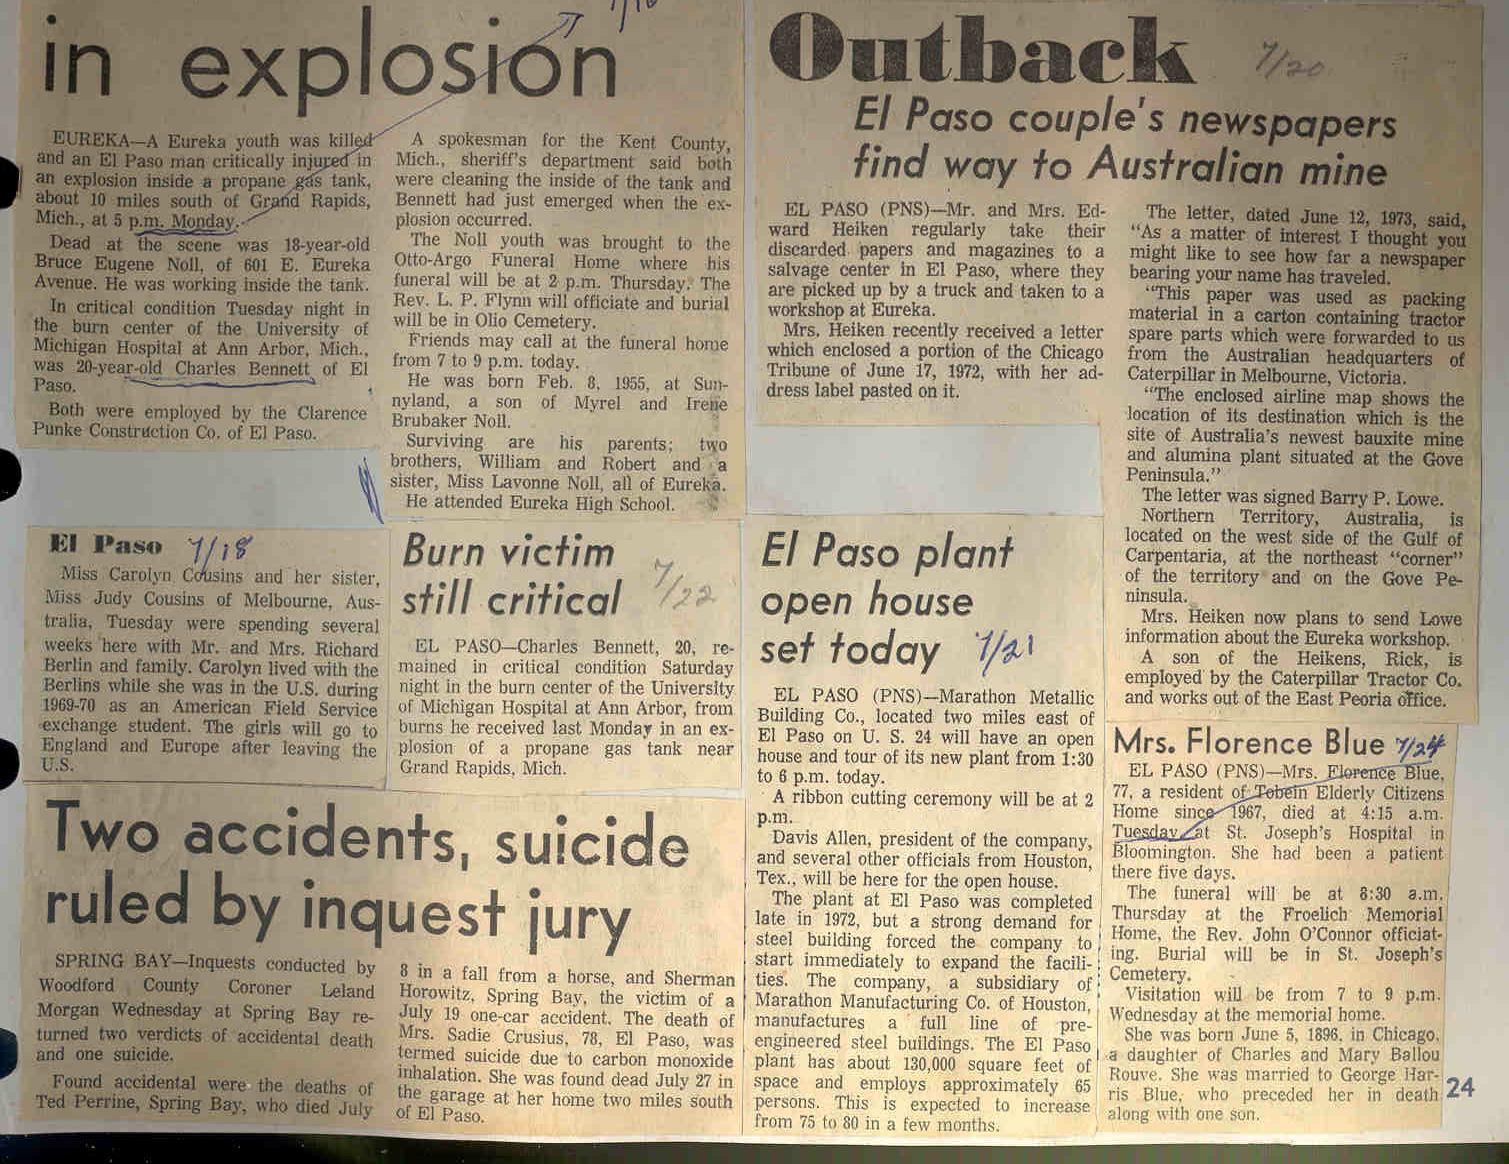 in explosion
EUREKA—A Eureka youth was killed
and an El Paso man critically injured in
an explosion inside a propane gas tank,
about 10 miles south of Grand Rapids,
Mich., at 5 p.m. Monday.
Dead at the scene was 18-year-old
Bruce Eugene Noll, of 601 E. Eureka
Avenue. He was working inside the tank.
In critical condition Tuesday night in
the burn center of the University of
Michigan Hospital at Ann Arbor, Mich.,
was 20-year-old Charles Bennett of El
Paso.
Both were employed by the Clarence
Punke Construction Co. of El Paso.
A spokesman for the Kent County,
Mich., sheriff's department said both
were cleaning the inside of the tank and
Bennett had just emerged when the ex-
plosion occurred.
The Noll youth was brought to the
Otto-Argo Funeral Home where his
funeral will be at 2 p.m. Thursday. The
Rev. L. P. Flynn will officiate and burial
will be in Olio Cemetery.
Friends may call at the funeral home
from 7 to 9 p.m. today.
He was born Feb. 8, 1955, at Sun-
nyland, a son of Myrel and Irene
Brubaker Noll.
Surviving are his parents; two
brothers, William and Robert and a
sister, Miss Lavonne Noll, all of Eureka.
He attended Eureka High School.
Outback 7/20
El Paso couple's newspapers
find way to Australian mine
EL PASO (PNS)—Mr. and Mrs. Ed-
ward Heiken regularly take their
discarded papers and magazines to a
salvage center in El Paso, where they
are picked up by a truck and taken to a
workshop at Eureka.
Mrs. Heiken recently received a letter
which enclosed a portion of the Chicago
Tribune of June 17, 1972, with her ad-
dress label pasted on it.
The letter, dated June 12, 1973, said,
"As a matter of interest I thought you
might like to see how far a newspaper
bearing your name has traveled.
"This paper was used as packing
material in a carton containing tractor
spare parts which were forwarded to us
from the Australian headquarters of
Caterpillar in Melbourne, Victoria.
"The enclosed airline map shows the
location of its destination which is the
site of Australia's newest bauxite mine
and alumina plant situated at the Gove
Peninsula."
The letter was signed Barry P. Lowe.
Northern Territory, Australia, is
located on the west side of the Gulf of
Carpentaria, at the northeast "corner"
of the territory and on the Gove Pe-
ninsula.
Mrs. Heiken now plans to send Lowe
information about the Eureka workshop.
A son of the Heikens, Rick, is
employed by the Caterpillar Tractor Co.
and works out of the East Peoria office.
El Paso 7/18
Miss Carolyn Cousins and her sister,
Miss Judy Cousins of Melbourne, Aus-
tralia, Tuesday were spending several
weeks here with Mr. and Mrs. Richard
Berlin and family. Carolyn lived with the
Berlins while she was in the U.S. during
1969-70 as an American Field Service
exchange student. The girls will go to
England and Europe after leaving the
U.S.
Burn victim
still critical 7/22
EL PASO—Charles Bennett, 20, re-
mained in critical condition Saturday
night in the burn center of the University
of Michigan Hospital at Ann Arbor, from
burns he received last Monday in an ex-
plosion of a propane gas tank near
Grand Rapids, Mich.
El Paso plant
open house
set today 7/21
EL PASO (PNS)—Marathon Metallic
Building Co., located two miles east of
El Paso on U. S. 24 will have an open
house and tour of its new plant from 1:30
to 6 p.m. today.
A ribbon cutting ceremony will be at 2
p.m.
Davis Allen, president of the company,
and several other officials from Houston,
Tex., will be here for the open house.
The plant at El Paso was completed
late in 1972, but a strong demand for
steel building forced the company to
start immediately to expand the facili-
ties. The company, a subsidiary of
Marathon Manufacturing Co. of Houston,
manufactures a full line of pre-
engineered steel buildings. The El Paso
plant has about 130,000 square feet of
space and employs approximately 65
persons. This is expected to increase
from 75 to 80 in a few months.
Mrs. Florence Blue 7/24
EL PASO (PNS)—Mrs. Florence Blue,
77, a resident of Tobein Elderly Citizens
Home since 1967, died at 4:15 a.m.
Tuesday at St. Joseph's Hospital in
Bloomington. She had been a patient
there five days.
The funeral will be at 8:30 a.m.
Thursday at the Froelich Memorial
Home, the Rev. John O'Connor officiat-
ing. Burial will be in St. Joseph's
Cemetery.
Visitation will be from 7 to 9 p.m.
Wednesday at the memorial home.
She was born June 5, 1896, in Chicago,
a daughter of Charles and Mary Ballou
Rouve. She was married to George Har-
ris Blue, who preceded her in death
along with one son.
Two accidents, suicide
ruled by inquest jury
SPRING BAY—Inquests conducted by
Woodford County Coroner Leland
Morgan Wednesday at Spring Bay re-
turned two verdicts of accidental death
and one suicide.
Found accidental were the deaths of
Ted Perrine, Spring Bay, who died July
8 in a fall from a horse, and Sherman
Horowitz, Spring Bay, the victim of a
July 19 one-car accident. The death of
Mrs. Sadie Crusius, 78, El Paso, was
termed suicide due to carbon monoxide
inhalation. She was found dead July 27 in
the garage at her home two miles south
of El Paso.
24